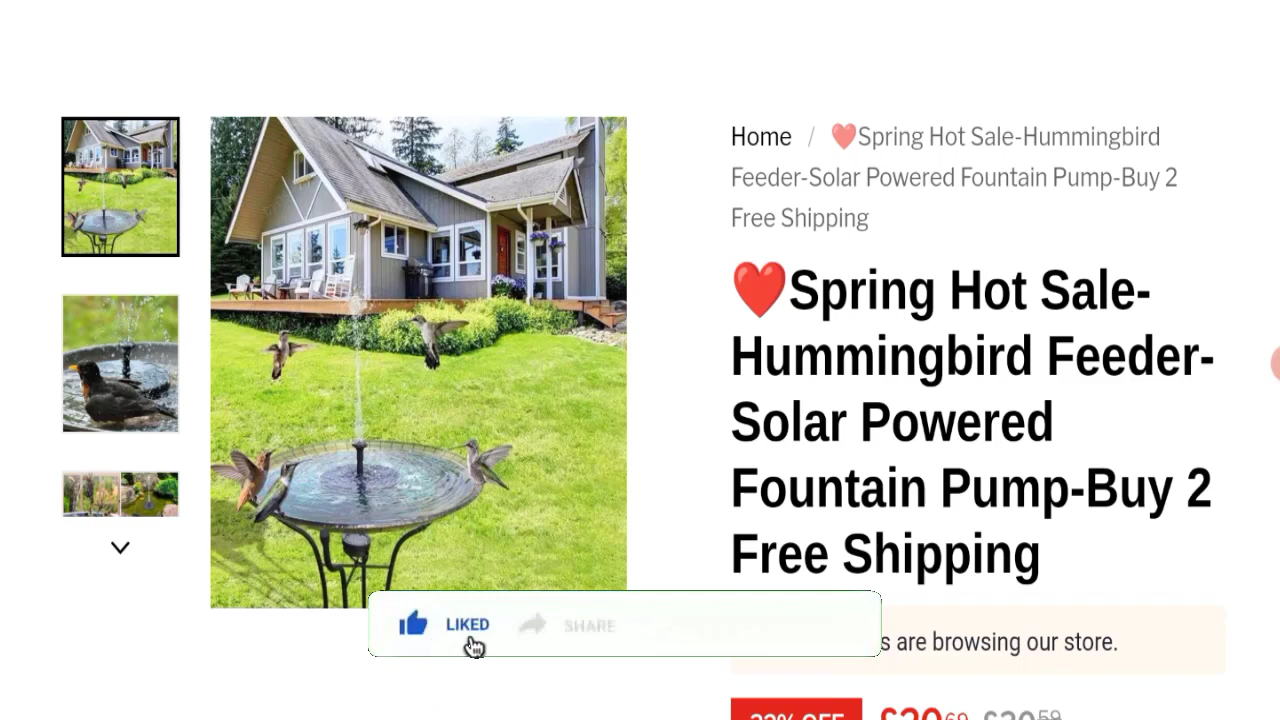 Home / ❤️Spring Hot Sale-Hummingbird
Feeder-Solar Powered Fountain Pump-Buy 2
Free Shipping
❤️Spring Hot Sale-
Hummingbird Feeder-
Solar Powered
Fountain Pump-Buy 2
Free Shipping
LIKED SHARE
s are browsing our store.